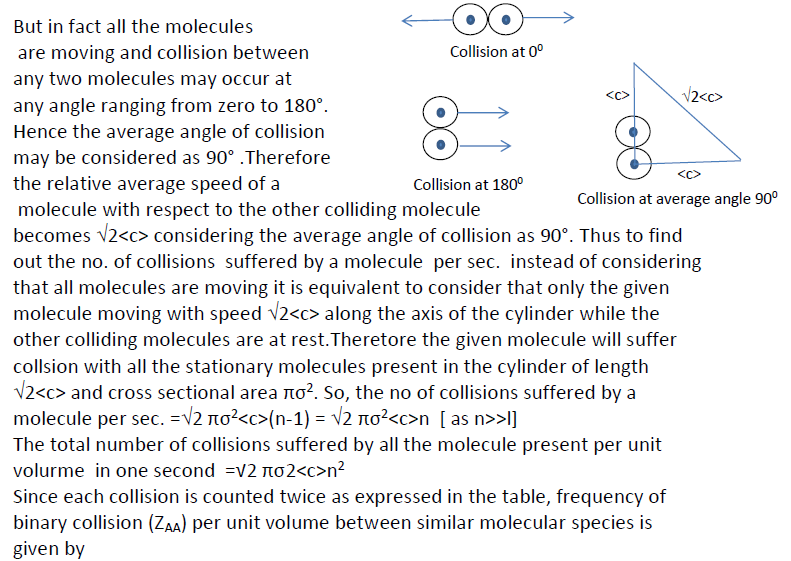 But in fact all the molecules
are moving and collision between
any two molecules may occur at
any angle ranging from zero to 180°.
Hence the average angle of collision
may be considered as 90° .Therefore
the relative average speed of a
molecule with respect to the other colliding molecule
becomes √2<c> considering the average angle of collision as 90°. Thus to find
out the no. of collisions suffered by a molecule per sec. instead of considering
that all molecules are moving it is equivalent to consider that only the given
molecule moving with speed √2<c> along the axis of the cylinder while the
other colliding molecules are at rest.Theretore the given molecule will suffer
collsion with all the stationary molecules present in the cylinder of length
√2<c> and cross sectional area πσ². So, the no of collisions suffered by a
molecule per sec. =√2 πσ²<c>(n-1) = √2 πσ²<c>n [ as n>>l]
The total number of collisions suffered by all the molecule present per unit
volurme in one second =√2 πσ2<c>n²
Since each collision is counted twice as expressed in the table, frequency of
binary collision (Z_AA) per unit volume between similar molecular species is
given by
Collision at 0⁰
Collision at 180⁰
<c>
√2<c>
<c>
Collision at average angle 90⁰